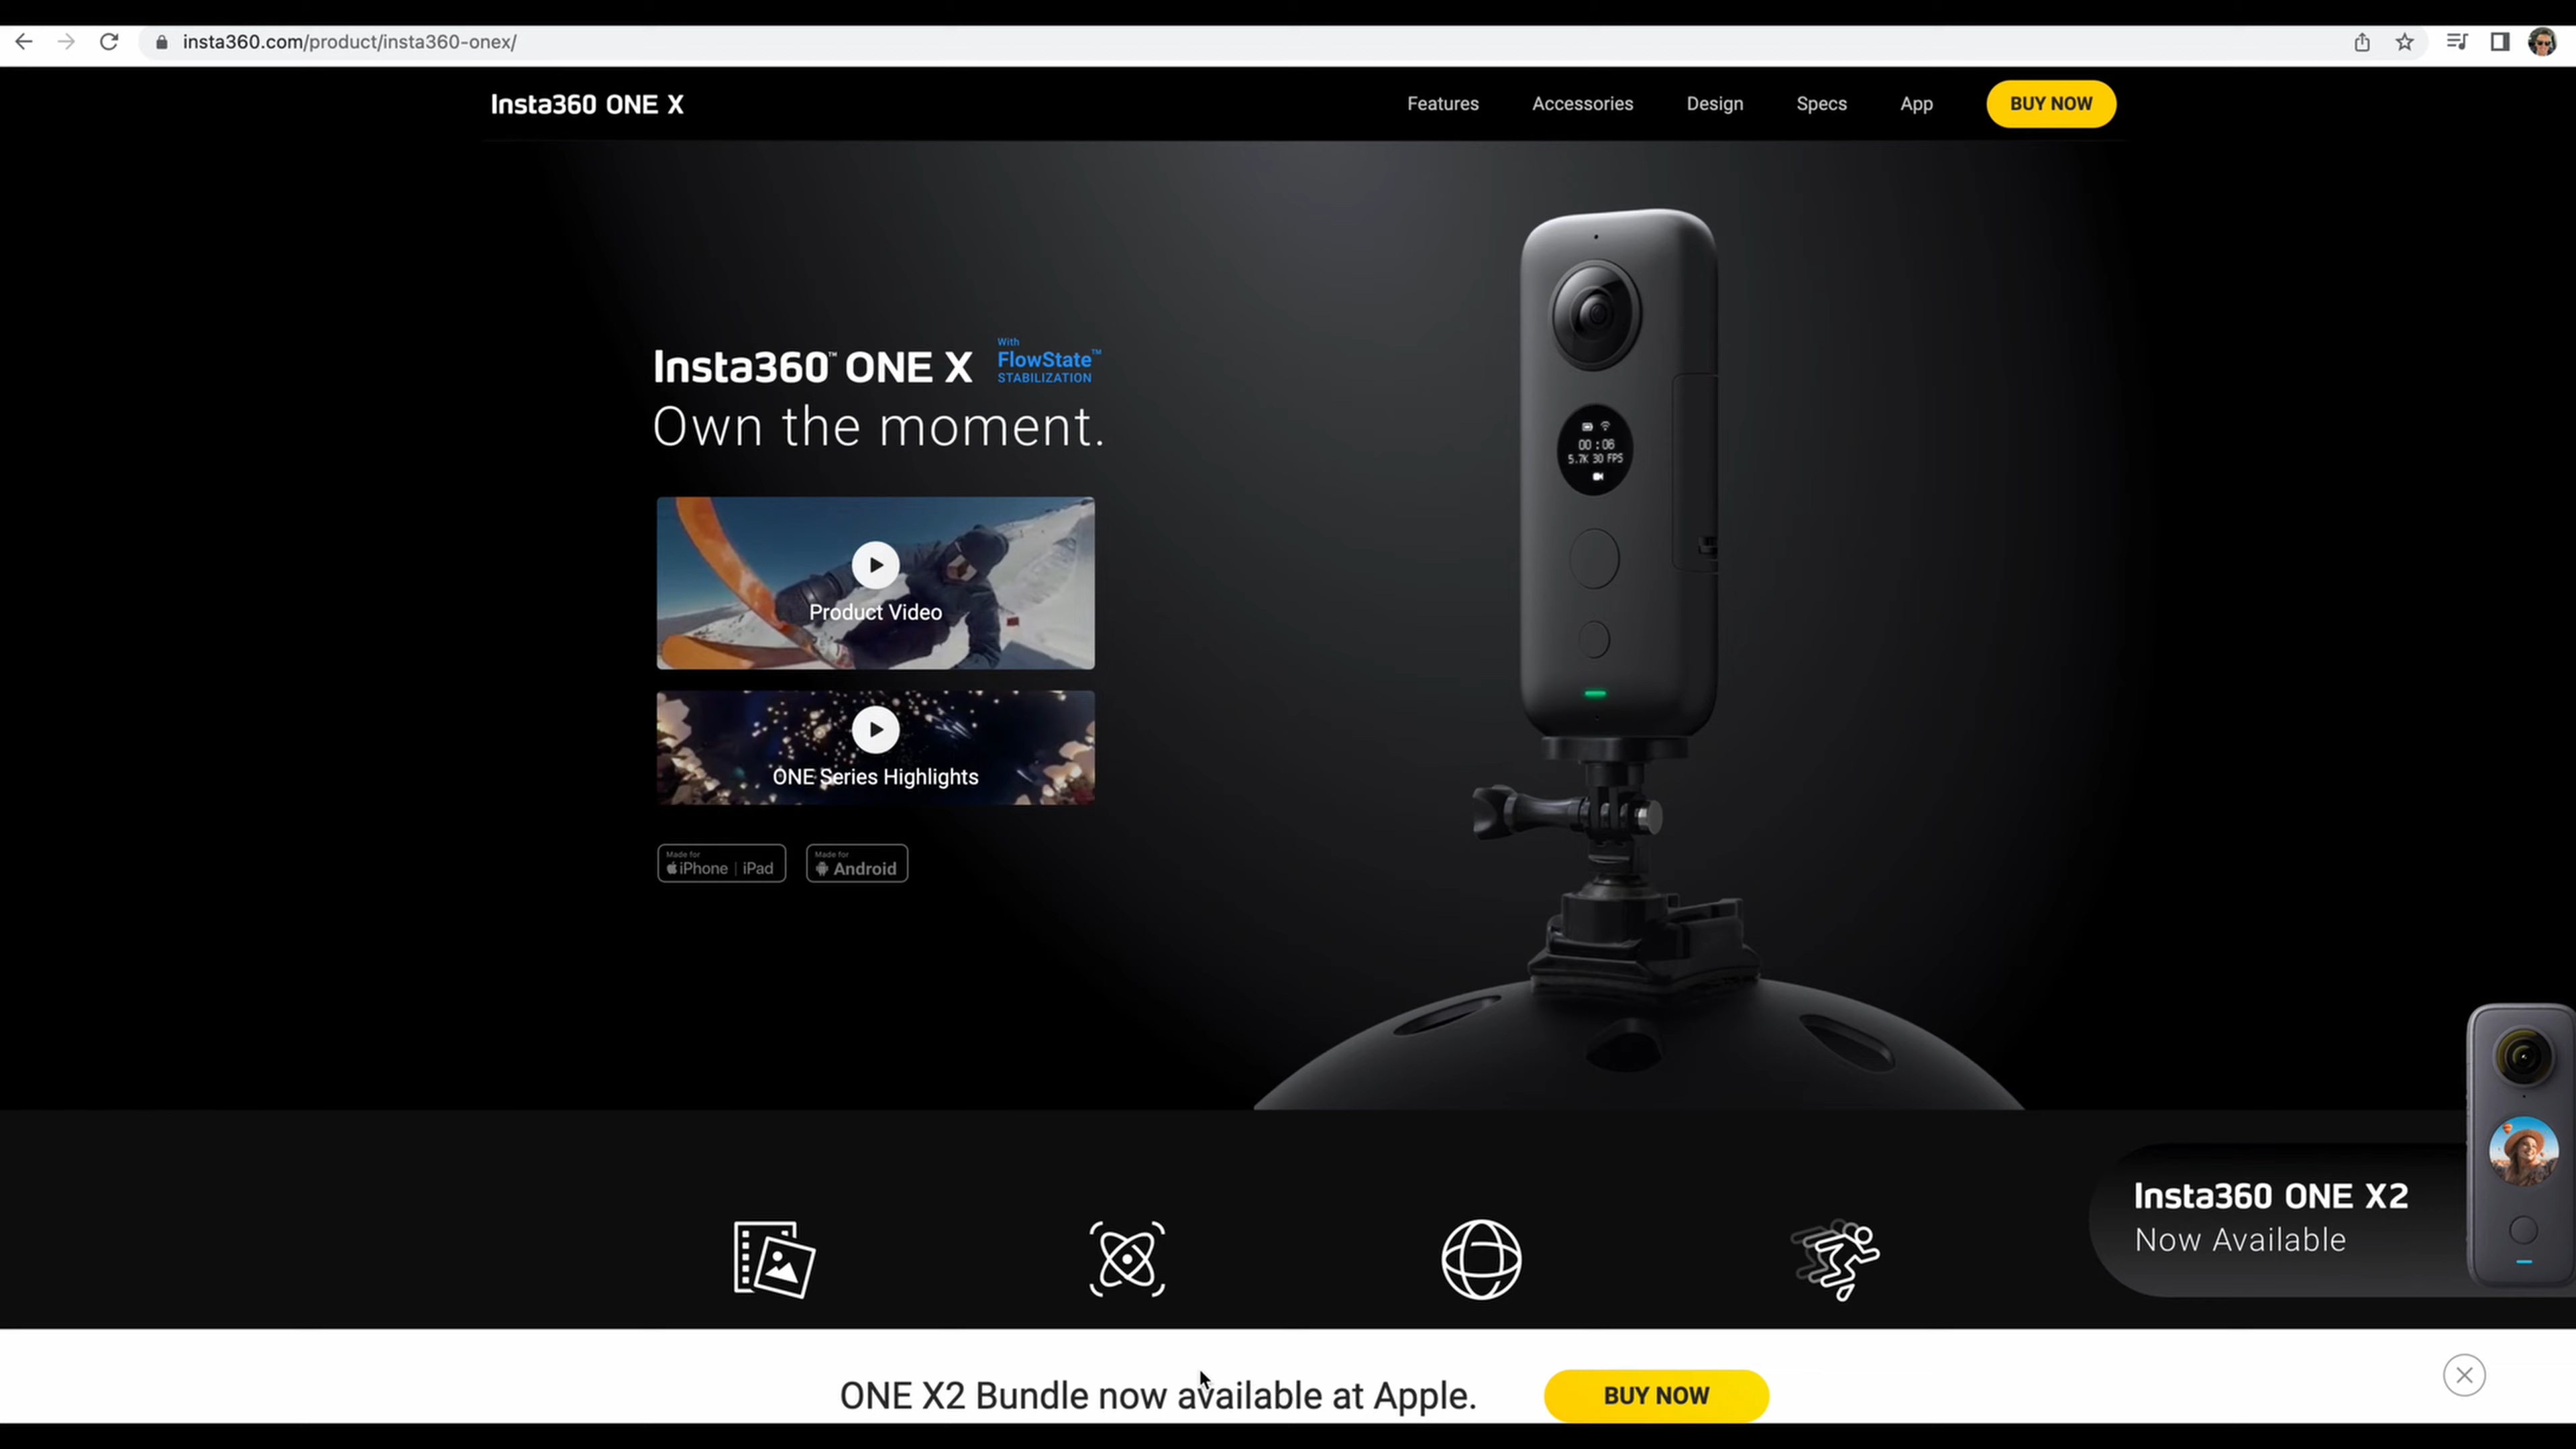 insta360.com/product/insta360-onex/
Insta360 ONE X
Features
Accessories
Design
Specs
App
BUY NOW
Insta360™ ONE X
With
FlowState™
STABILIZATION
Own the moment.
00:06
5.7K 30 FPS
Product Video
ONE Series Highlights
Made for
iPhone | iPad
Made for
Android
Insta360 ONE X2
Now Available
ONE X2 Bundle now available at Apple.
BUY NOW